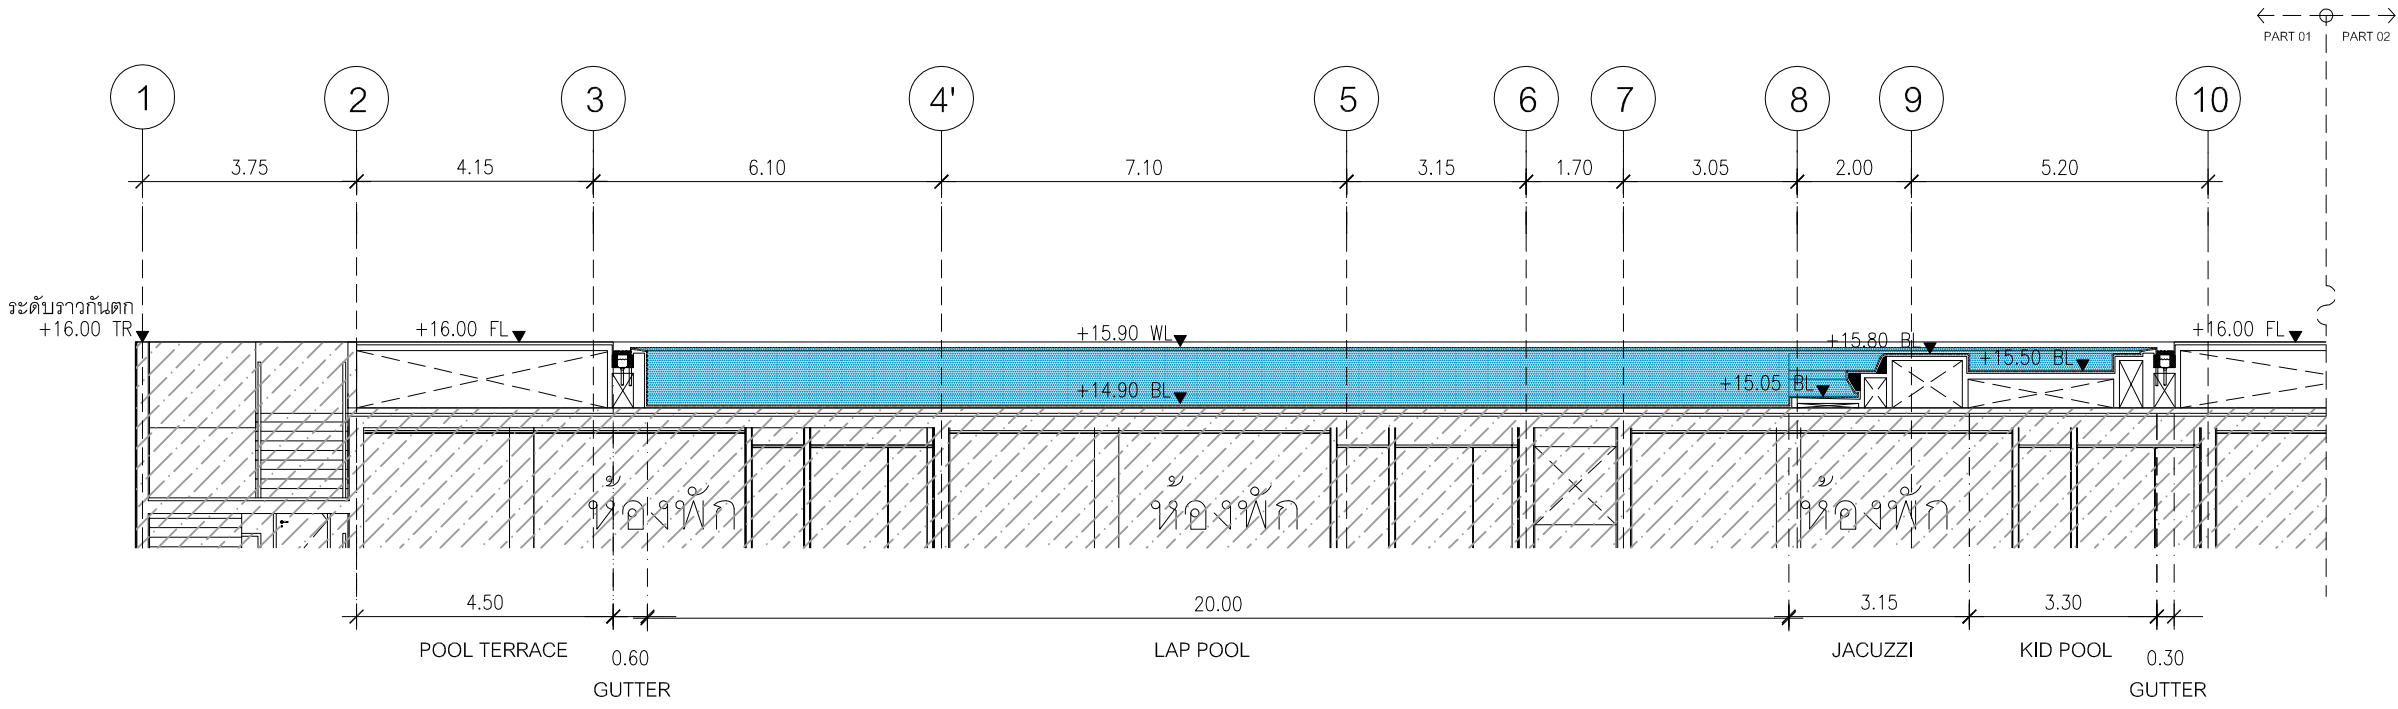 PART 01 PART 02
1 2 3 4' 5 6 7 8 9 10
3.75 4.15 6.10 7.10 3.15 1.70 3.05 2.00 5.20
ระดับราวกันตก
+16.00 TR
+16.00 FL
+15.90 WL
+15.80 BL
+15.50 BL
+16.00 FL
+14.90 BL
+15.05 BL
ห้องพัก ห้องพัก ห้องพัก
4.50 20.00 3.15 3.30
POOL TERRACE 0.60 LAP POOL JACUZZI KID POOL 0.30
GUTTER GUTTER